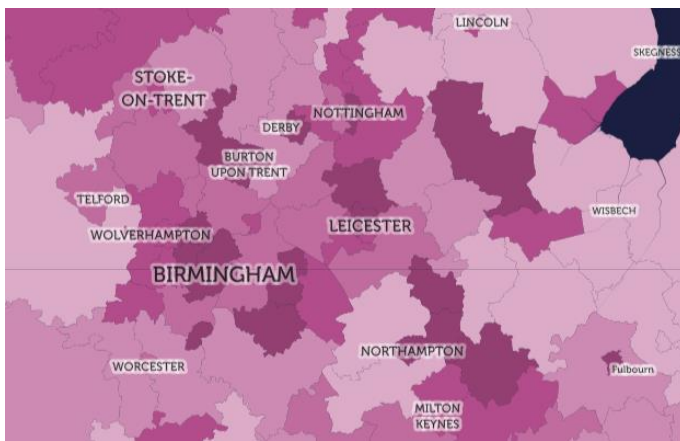 LINCOLN
SKEGNESS
STOKE-
ON-TRENT
NOTTINGHAM
DERBY
BURTON
UPON TRENT
TELFORD
WISBECH
WOLVERHAMPTON
LEICESTER
BIRMINGHAM
NORTHAMPTON
WORCESTER
Fulbourn
MILTON
KEYNES